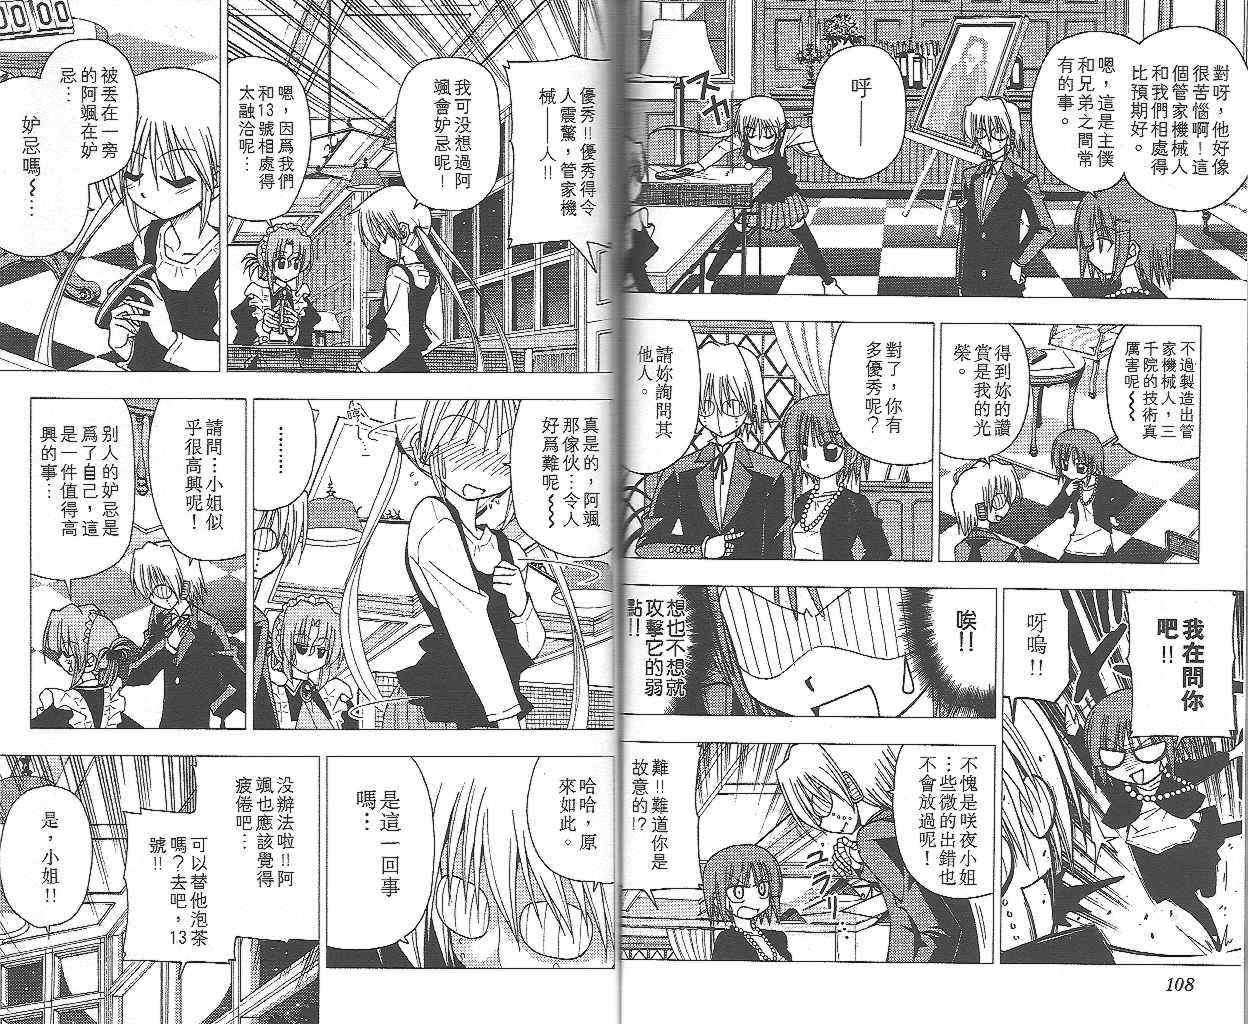 對呀，他好像
很苦惱啊！這
個管家機械人
和我們相處得
比預期好。
嗯，這是主僕
和兄弟之間常
有的事。
呼—
スカ
不過製造出管
家機械人，三
千院的技術真
厲害呢～
得到妳的讚
賞是我的光
榮。
對了，你有
多優秀呢？
請妳詢問其
他人。
我在問你
吧!!
呀嗚!!
唉!!
想也不想就
攻擊它的弱
點!!
不愧是咲夜小姐
…些微的出錯也
不會放過呢！
難!!難道你是
故意的!?
108
優秀!!優秀得令
人震驚，管家機
械——人!!
我可没想過阿
颯會妒忌呢！
嗯，因爲我們
和13號相處得
太融洽呢…
被丟在一旁
的阿颯在妒
忌…
妒忌嗎～……
真是的，阿颯
那傢伙…令人
好爲難呢～
………
請問…小姐似
乎很高興呢！
別人的妒忌是
爲了自己，這
是一件值得高
興的事…
哈哈，原
來如此。
是這一回事
嗎…
没辦法啦!!阿
颯也應該覺得
疲倦吧…
可以替他泡茶
嗎？去吧，13
號!!
是，小姐!!